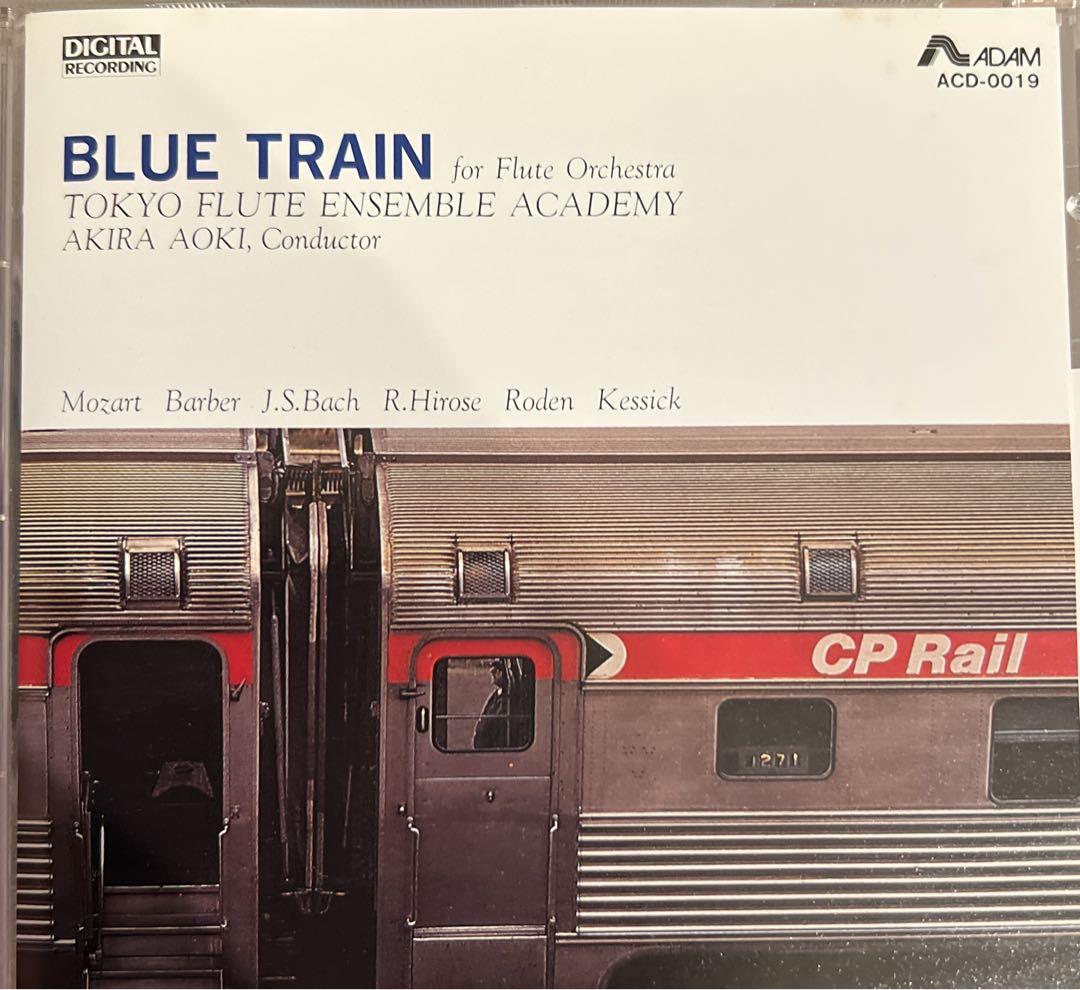 DIGITAL
RECORDING
ADAM
ACD-0019
BLUE TRAIN for Flute Orchestra
TOKYO FLUTE ENSEMBLE ACADEMY
AKIRA AOKI, Conductor
Mozart Barber J.S.Bach R.Hirose Roden Kessick
CP Rail
1271